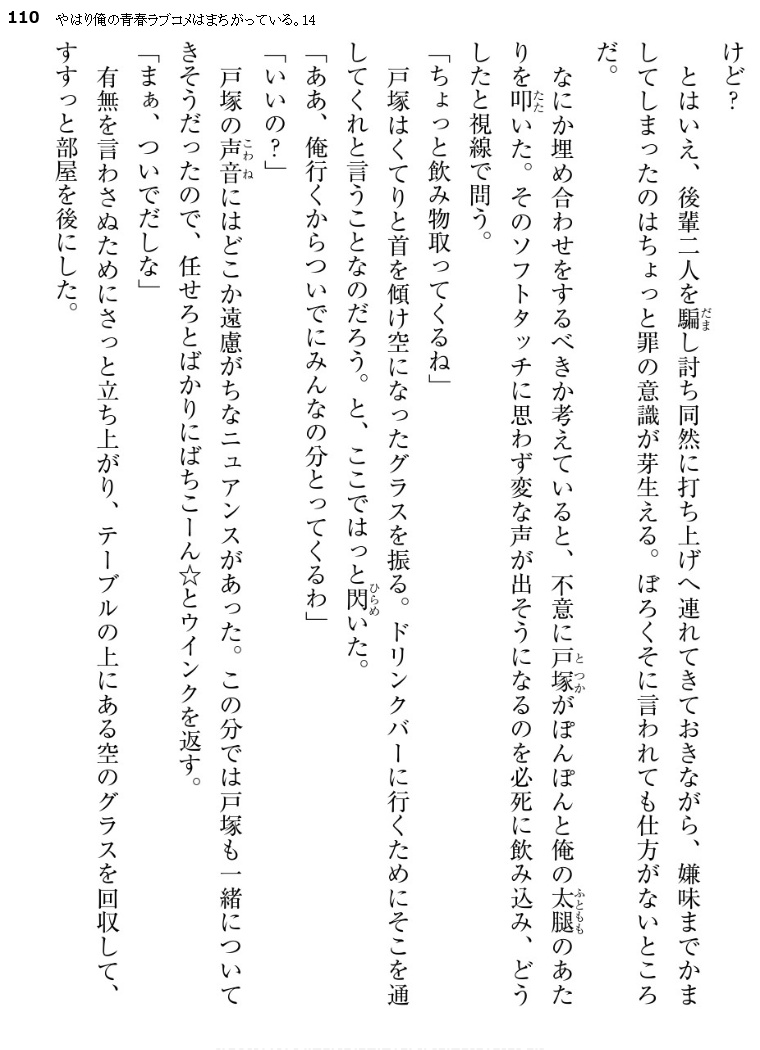 110 やはり俺の青春ラブコメはまちがっている。14
けど？
　とはいえ、後輩二人を騙し討ち同然に打ち上げへ連れてきておきながら、嫌味までかま
してしまったのはちょっと罪の意識が芽生える。ぼろくそに言われても仕方がないところ
だ。
　なにか埋め合わせをするべきか考えていると、不意に戸塚がぽんぽんと俺の太腿のあた
りを叩いた。そのソフトタッチに思わず変な声が出そうになるのを必死に飲み込み、どう
したと視線で問う。
「ちょっと飲み物取ってくるね」
　戸塚はくてりと首を傾け空になったグラスを振る。ドリンクバーに行くためにそこを通
してくれと言うことなのだろう。と、ここではっと閃いた。
「ああ、俺行くからついでにみんなの分とってくるわ」
「いいの？」
　戸塚の声音にはどこか遠慮がちなニュアンスがあった。この分では戸塚も一緒について
きそうだったので、任せろとばかりにばちこーん☆とウインクを返す。
「まぁ、ついでだしな」
　有無を言わさぬためにさっと立ち上がり、テーブルの上にある空のグラスを回収して、
すすっと部屋を後にした。